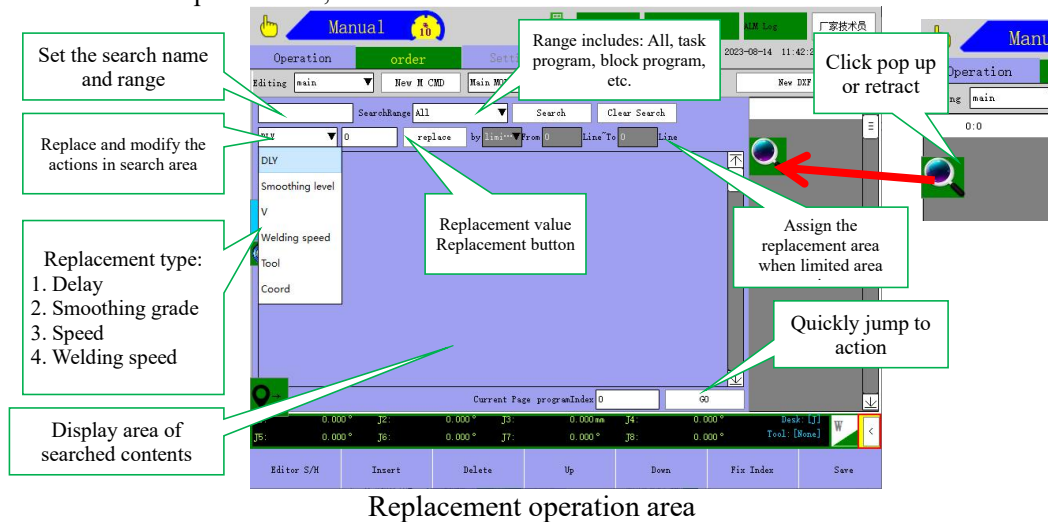 Manual
10
ALM Log
厂家技术员
Manu
Set the search name
and range
Range includes: All, task
program, block program,
etc.
Click pop up
or retract
Operation
order
Setti
2023-08-14 11:42:2
Operation
Editing
main
New M CMD
New DXF
main
SearchRange
All
Search
Clear Search
0:0
Replace and modify the
actions in search area
DLY
0
replace
by
limi...
From
0
Line~To
0
Line
DLY
Smoothing level
V
Welding speed
Tool
Coord
Replacement value
Replacement button
Assign the
replacement area
when limited area
Replacement type:
1. Delay
2. Smoothing grade
3. Speed
4. Welding speed
Quickly jump to
action
Current Page programIndex
0
GO
Display area of
searched contents
0.000 °
J2:
0.000 °
J3:
0.000 mm
J4:
0.00
Desk: [J]
J5:
0.000 °
J6:
0.000 °
J7:
0.000 °
J8:
0.00
Tool: [None]
W
<
Editor S/H
Insert
Delete
Up
Down
Fix Index
Save
Replacement operation area